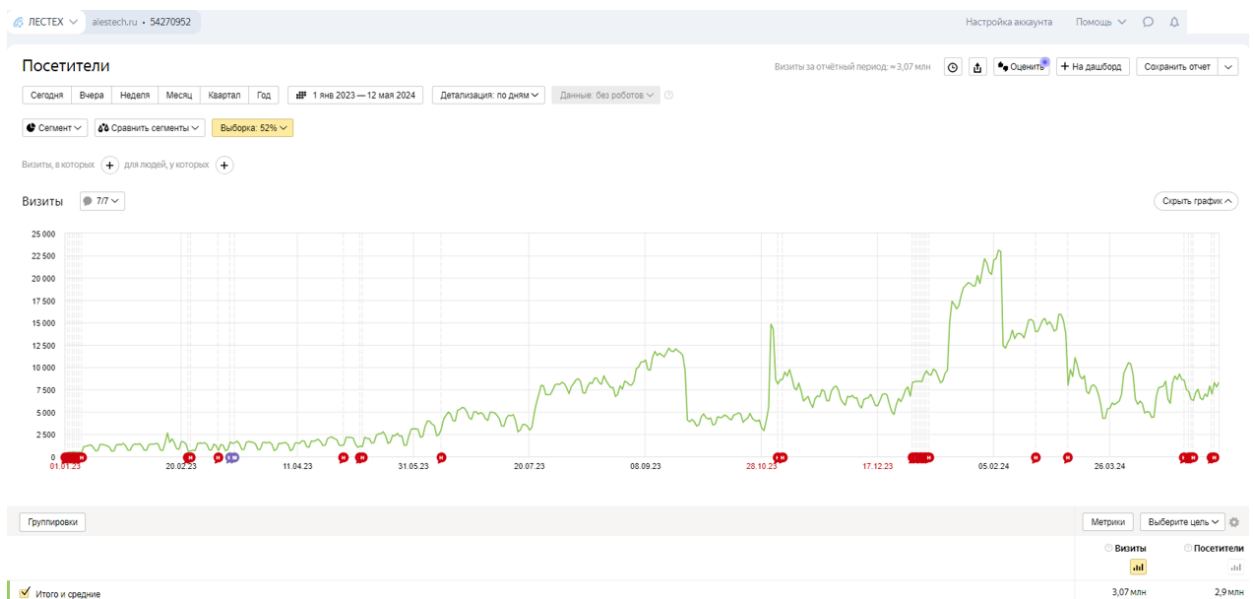 ЛЕСТЕХ alestech.ru • 54270952 Настройка аккаунта Помощь
Посетители Визиты за отчётный период: ≈ 3,07 млн Оценить + На дашборд Сохранить отчет
Сегодня Вчера Неделя Месяц Квартал Год 1 янв 2023 — 12 мая 2024 Детализация: по дням Данные: без роботов
Сегмент Сравнить сегменты Выборка: 52%
Визиты, в которых + для людей, у которых +
Визиты 7/7 Скрыть график
25 000
22 500
20 000
17 500
15 000
12 500
10 000
7 500
5 000
2 500
0
01.01.23 20.02.23 11.04.23 31.05.23 20.07.23 08.09.23 28.10.23 17.12.23 05.02.24 26.03.24
Группировки Метрики Выберите цель
Визиты Посетители
Итого и средние 3,07 млн 2,9 млн